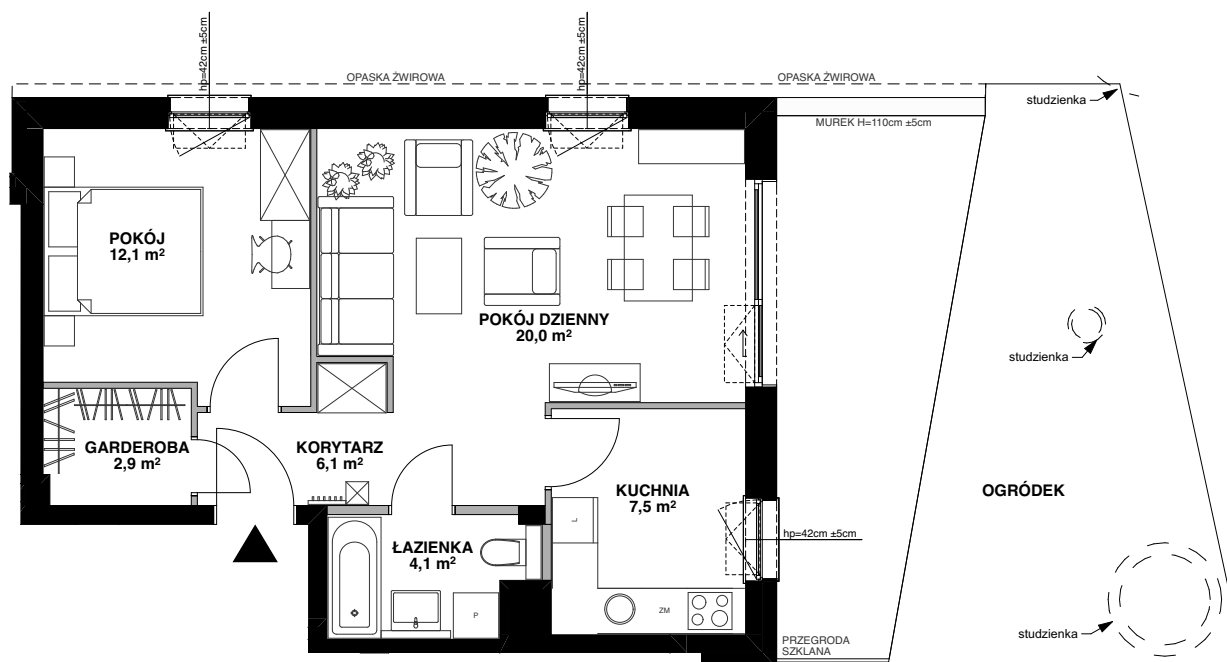 hp=42cm ±5cm
hp=42cm ±5cm
OPASKA ŻWIROWA
OPASKA ŻWIROWA
studzienka
MUREK H=110cm ±5cm
POKÓJ
12,1 m²
POKÓJ DZIENNY
20,0 m²
studzienka
GARDEROBA
2,9 m²
KORYTARZ
6,1 m²
KUCHNIA
7,5 m²
OGRÓDEK
L
hp=42cm ±5cm
ŁAZIENKA
4,1 m²
P
ZM
PRZEGRODA
SZKLANA
studzienka